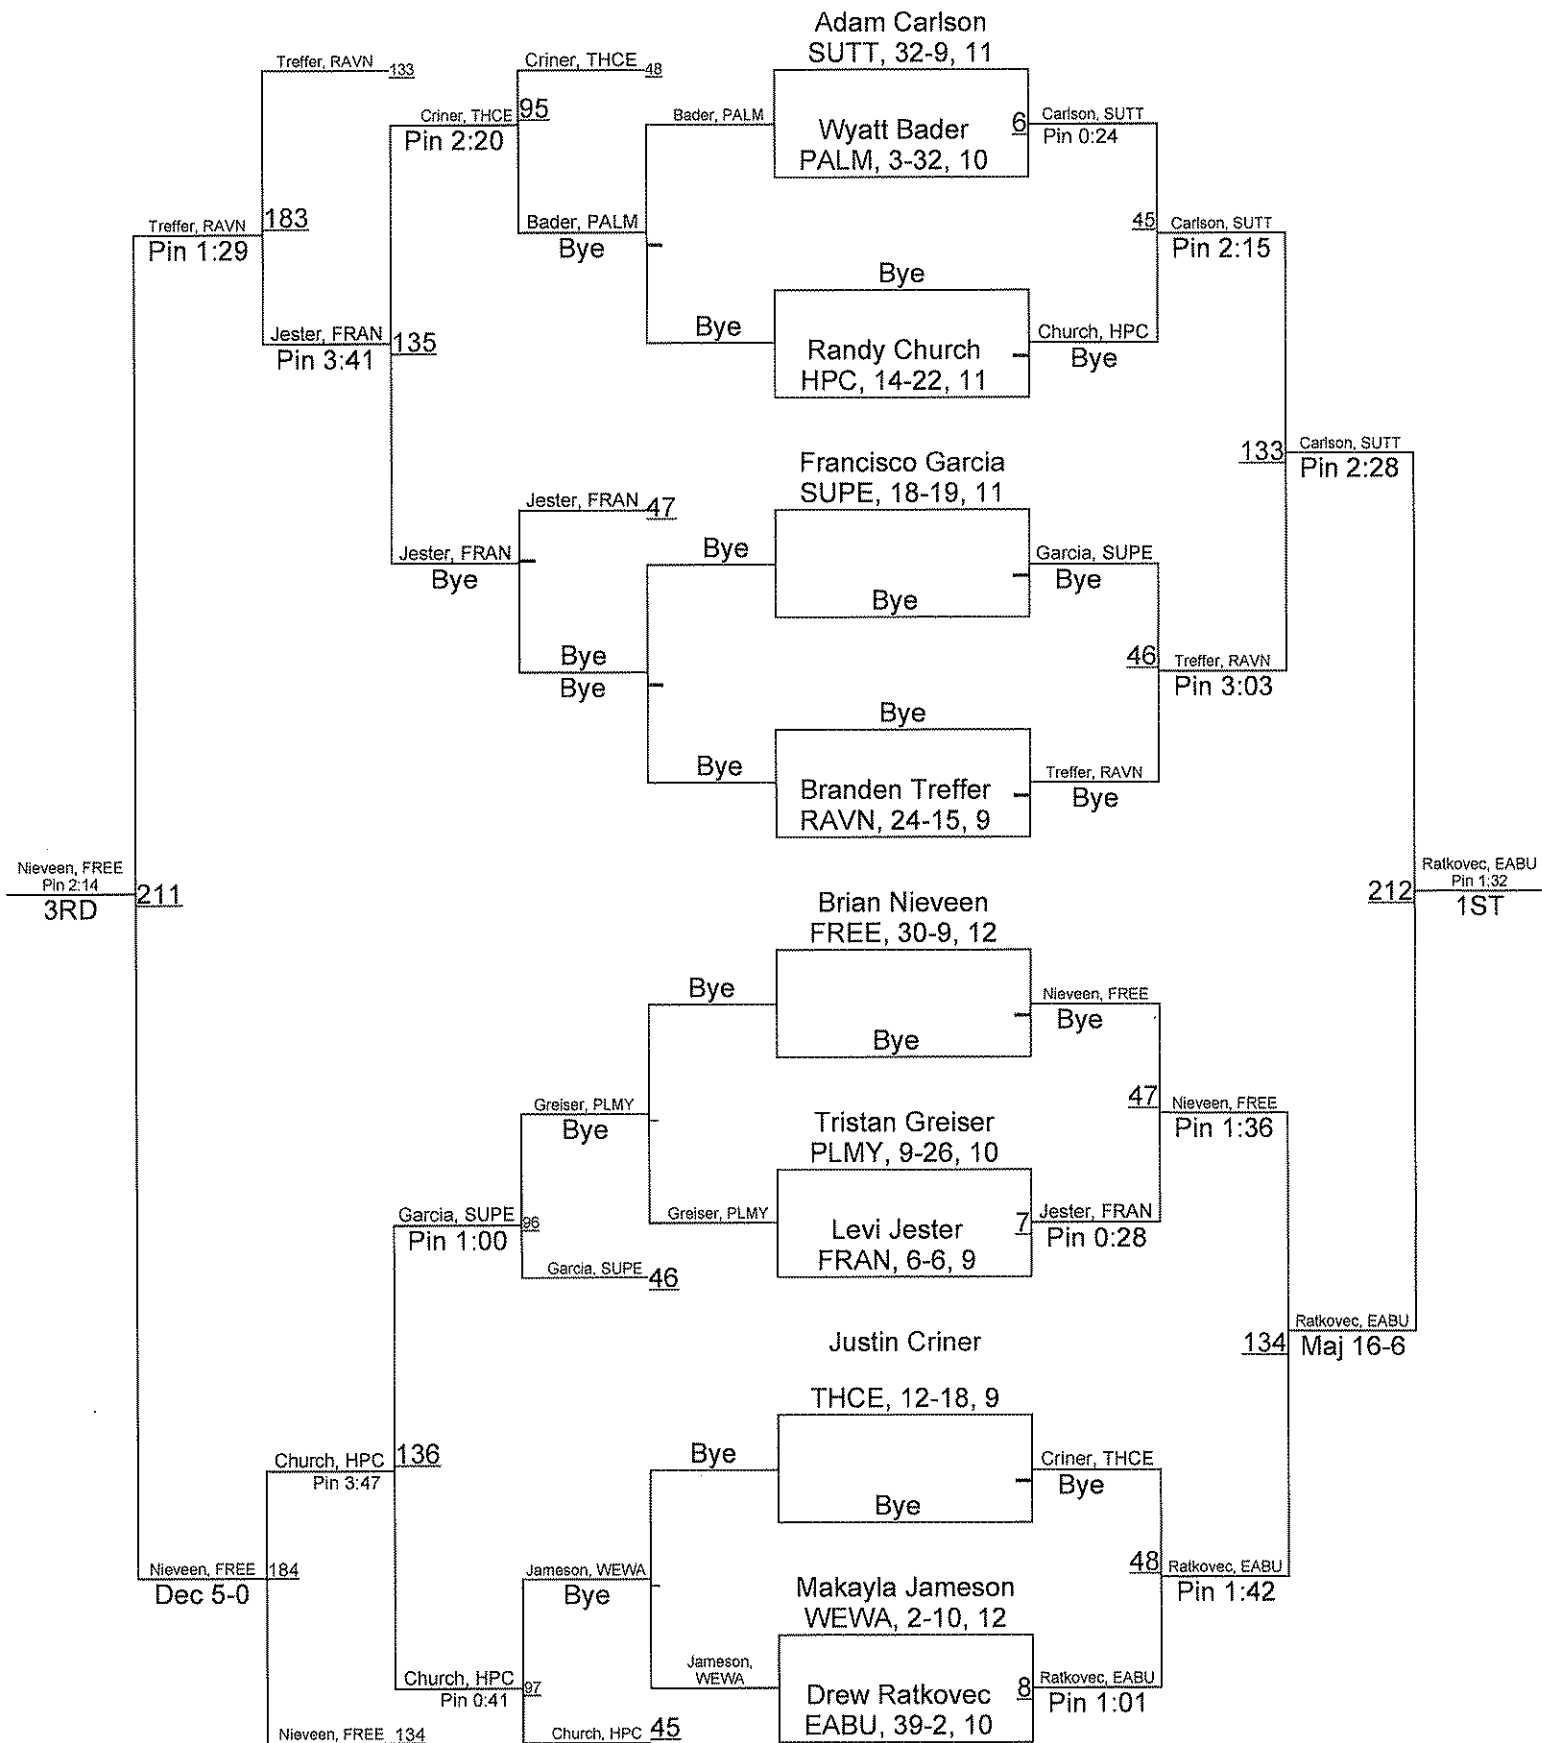 Adam Carlson
SUTT, 32-9, 11
Treffer, RAVN 133
Criner, THCE 48
Criner, THCE 95
Pin 2:20
Bader, PALM
Wyatt Bader
PALM, 3-32, 10
6
Carlson, SUTT
Pin 0:24
Treffer, RAVN 183
Pin 1:29
Bader, PALM
Bye
45
Carlson, SUTT
Pin 2:15
Bye
Jester, FRAN 135
Pin 3:41
Bye
Randy Church
HPC, 14-22, 11
Church, HPC
Bye
Francisco Garcia
SUPE, 18-19, 11
133
Carlson, SUTT
Pin 2:28
Jester, FRAN 47
Jester, FRAN
Bye
Bye
Bye
Garcia, SUPE
Bye
Bye
Bye
46
Treffer, RAVN
Pin 3:03
Bye
Bye
Branden Treffer
RAVN, 24-15, 9
Treffer, RAVN
Bye
Nieveen, FREE
Pin 2:14
3RD
211
Brian Nieveen
FREE, 30-9, 12
212
Ratkovec, EABU
Pin 1:32
1ST
Bye
Bye
Nieveen, FREE
Bye
Greiser, PLMY
Bye
Tristan Greiser
PLMY, 9-26, 10
47
Nieveen, FREE
Pin 1:36
Garcia, SUPE 96
Pin 1:00
Greiser, PLMY
Levi Jester
FRAN, 6-6, 9
7
Jester, FRAN
Pin 0:28
Garcia, SUPE 46
Justin Criner
THCE, 12-18, 9
134
Ratkovec, EABU
Maj 16-6
Church, HPC 136
Pin 3:47
Bye
Bye
Criner, THCE
Bye
Nieveen, FREE 184
Dec 5-0
Jameson, WEWA
Bye
Makayla Jameson
WEWA, 2-10, 12
48
Ratkovec, EABU
Pin 1:42
Church, HPC 97
Pin 0:41
Jameson,
WEWA
Drew Ratkovec
EABU, 39-2, 10
8
Ratkovec, EABU
Pin 1:01
Nieveen, FREE 134
Church, HPC 45